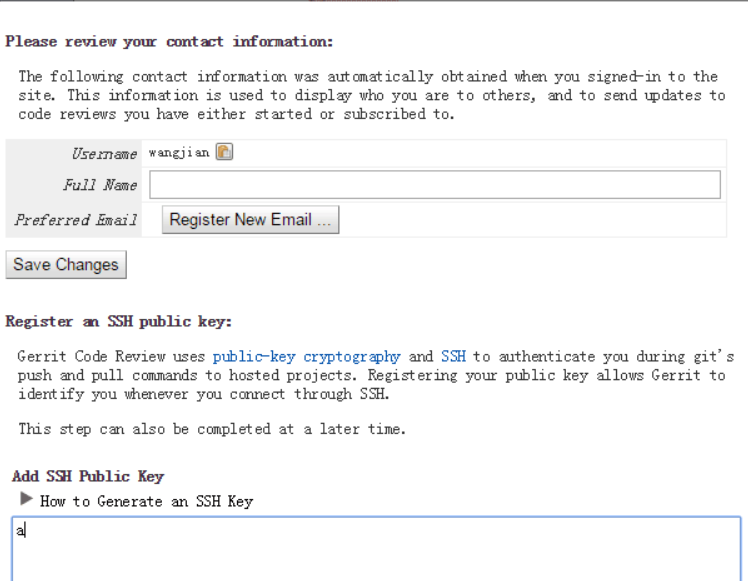 Please review your contact information:
The following contact information was automatically obtained when you signed-in to the
site. This information is used to display who you are to others, and to send updates to
code reviews you have either started or subscribed to.
Username wangjian
Full Name
Preferred Email Register New Email ...
Save Changes
Register an SSH public key:
Gerrit Code Review uses public-key cryptography and SSH to authenticate you during git's
push and pull commands to hosted projects. Registering your public key allows Gerrit to
identify you whenever you connect through SSH.
This step can also be completed at a later time.
Add SSH Public Key
How to Generate an SSH Key
a